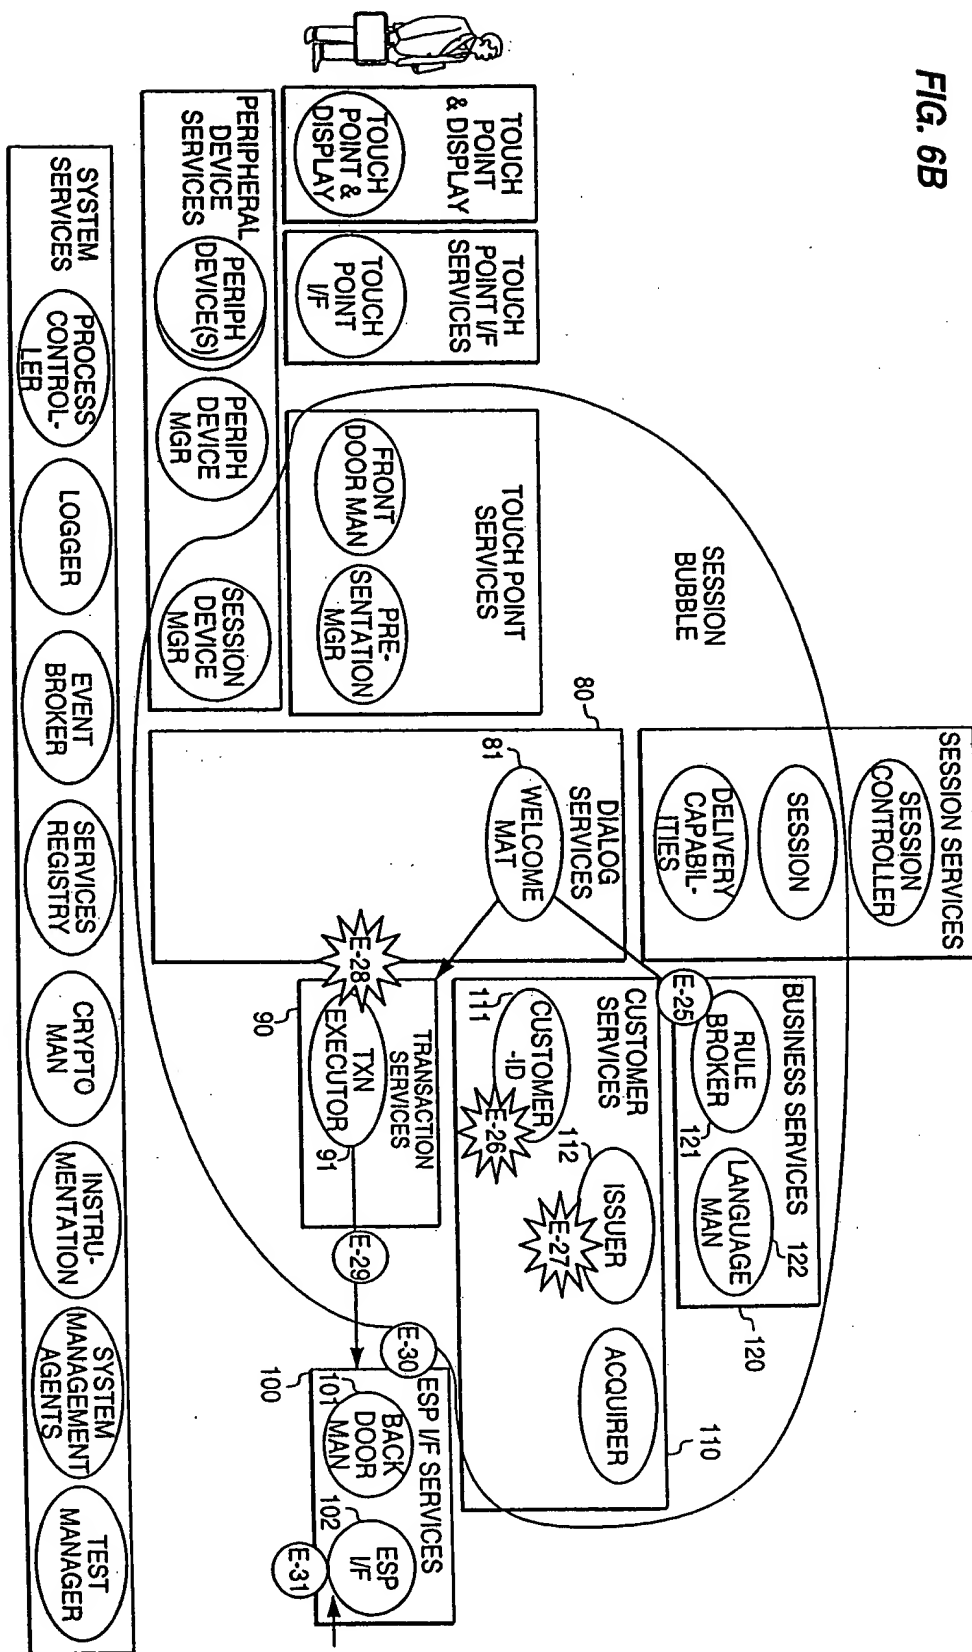 FIG. 6B
TOUCH
POINT
& DISPLAY
TOUCH
POINT &
DISPLAY
TOUCH
POINT I/F
SERVICES
TOUCH
POINT
I/F
PERIPHERAL
DEVICE
SERVICES
PERIPH
DEVICE(S)
PERIPH
DEVICE
MGR
SESSION
DEVICE
MGR
TOUCH POINT
SERVICES
FRONT
DOOR MAN
PRE-
SENTATION
MGR
SESSION
BUBBLE
SESSION SERVICES
SESSION
CONTROLLER
SESSION
DELIVERY
CAPABIL-
ITIES
80
81
DIALOG
SERVICES
WELCOME
MAT
BUSINESS SERVICES
E-25
RULE
BROKER
121
LANGUAGE
MAN
122
120
CUSTOMER
SERVICES
111
CUSTOMER
-ID
E-26
112
ISSUER
E-27
ACQUIRER
110
TRANSACTION
SERVICES
E-28
TXN
EXECUTOR
90
91
E-29
E-30
ESP I/F SERVICES
100
101
BACK
DOOR
MAN
102
ESP
I/F
E-31
SYSTEM
SERVICES
PROCESS
CONTROL-
LER
LOGGER
EVENT
BROKER
SERVICES
REGISTRY
CRYPTO
MAN
INSTRU-
MENTATION
SYSTEM
MANAGEMENT
AGENTS
TEST
MANAGER